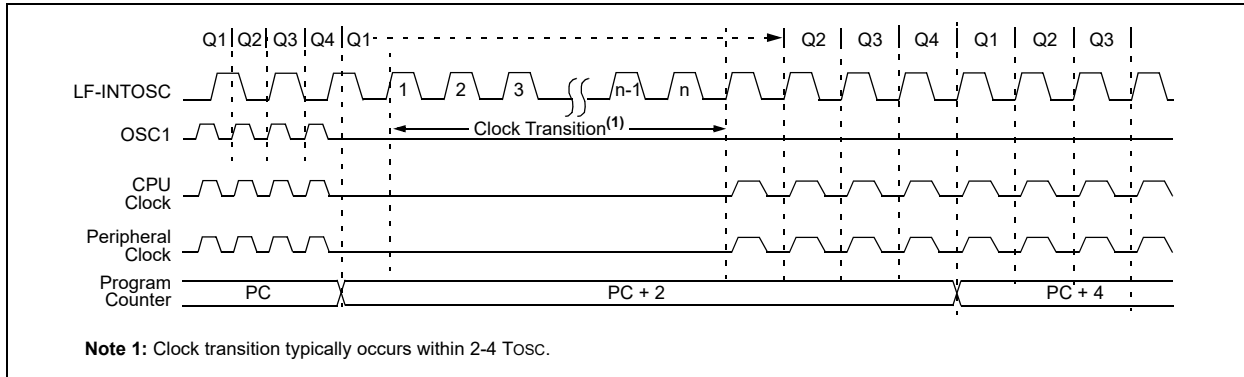 Q1 Q2 Q3 Q4 Q1 Q2 Q3 Q4 Q1 Q2 Q3
LF-INTOSC
1 2 3 n-1 n
Clock Transition(1)
OSC1
CPU
Clock
Peripheral
Clock
Program
Counter
PC PC + 2 PC + 4
Note 1: Clock transition typically occurs within 2-4 TOSC.